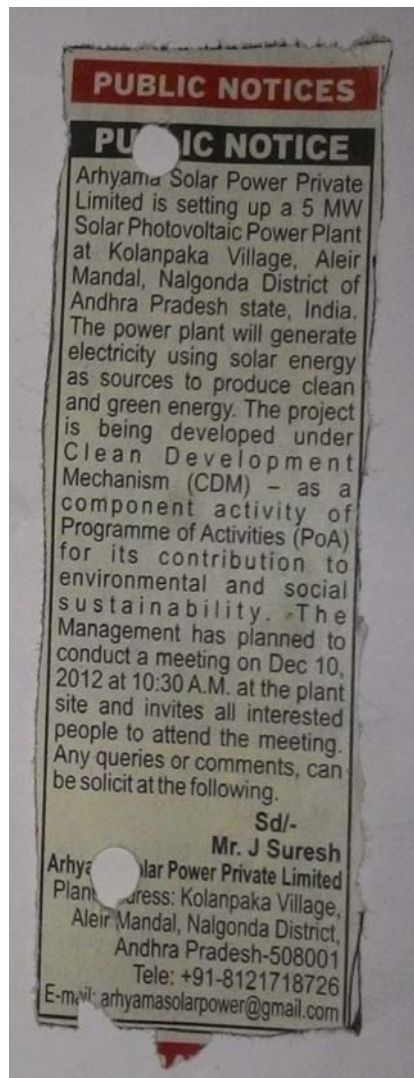 PUBLIC NOTICES
PU IC NOTICE
Arhyama Solar Power Private
Limited is setting up a 5 MW
Solar Photovoltaic Power Plant
at Kolanpaka Village, Aleir
Mandal, Nalgonda District of
Andhra Pradesh state, India.
The power plant will generate
electricity using solar energy
as sources to produce clean
and green energy. The project
is being developed under
Clean Development
Mechanism (CDM) – as a
component activity of
Programme of Activities (PoA)
for its contribution to
environmental and social
sustainability. The
Management has planned to
conduct a meeting on Dec 10,
2012 at 10:30 A.M. at the plant
site and invites all interested
people to attend the meeting.
Any queries or comments, can
be solicit at the following.
Sd/-
Mr. J Suresh
Arhya lar Power Private Limited
Plan dress: Kolanpaka Village,
Aleir Mandal, Nalgonda District,
Andhra Pradesh-508001
Tele: +91-8121718726
E-mail: arhyamasolarpower@gmail.com